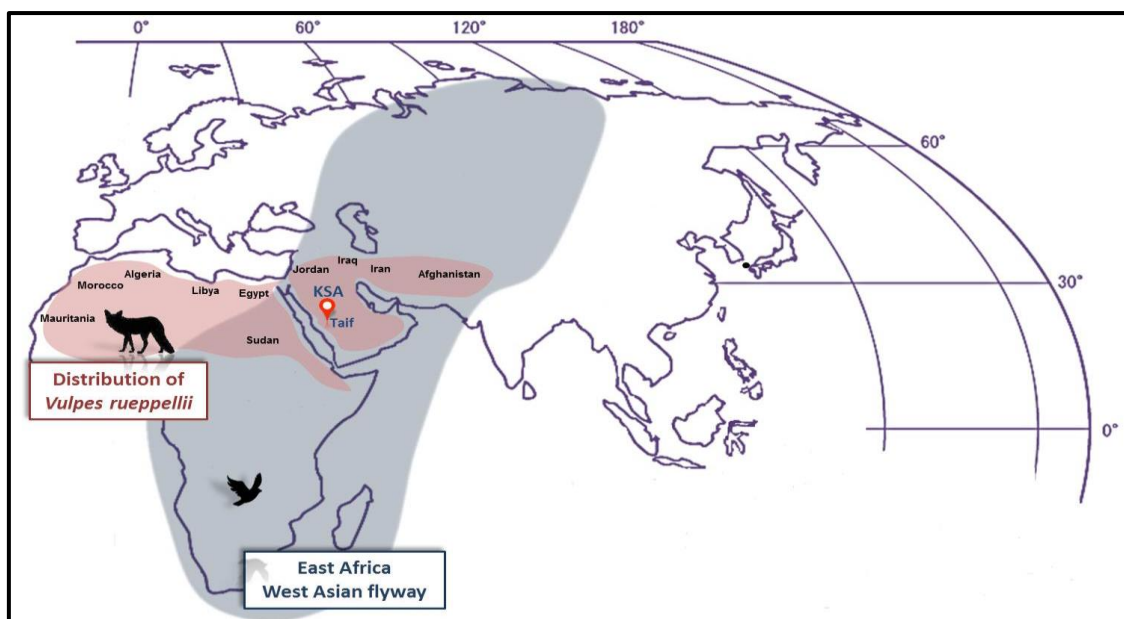 0°
60°
120°
180°
60°
30°
0°
Jordan
Iraq
Iran
Afghanistan
Algeria
Morocco
Libya
Egypt
KSA
Taif
Mauritania
Sudan
Distribution of
Vulpes rueppellii
East Africa
West Asian flyway